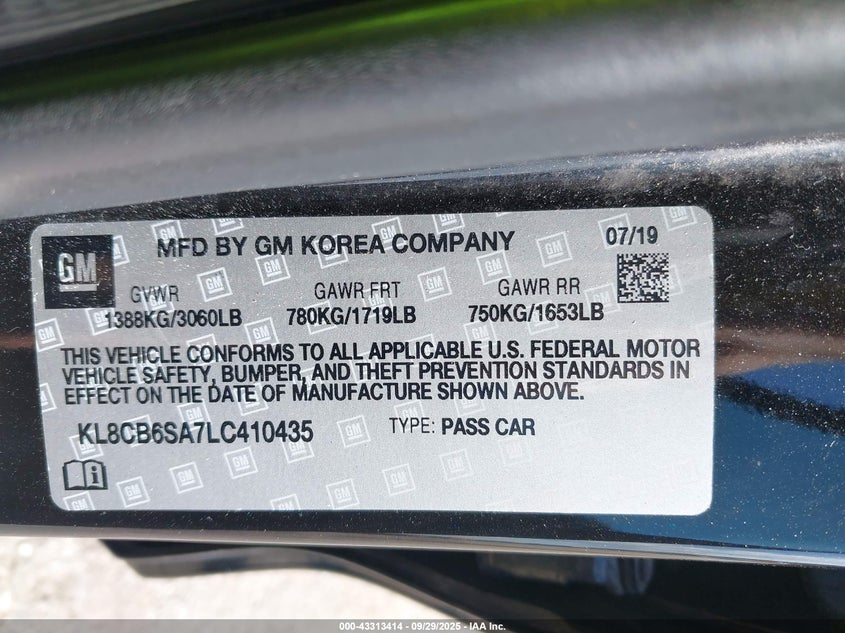 GM
MFD BY GM KOREA COMPANY
07/19
GVWR GAWR FRT GAWR RR
1388KG/3060LB 780KG/1719LB 750KG/1653LB
THIS VEHICLE CONFORMS TO ALL APPLICABLE U.S. FEDERAL MOTOR
VEHICLE SAFETY, BUMPER, AND THEFT PREVENTION STANDARDS IN
EFFECT ON THE DATE OF MANUFACTURE SHOWN ABOVE.
KL8CB6SA7LC410435 TYPE: PASS CAR
000-43313414 - 09/29/2025 - IAA, Inc.